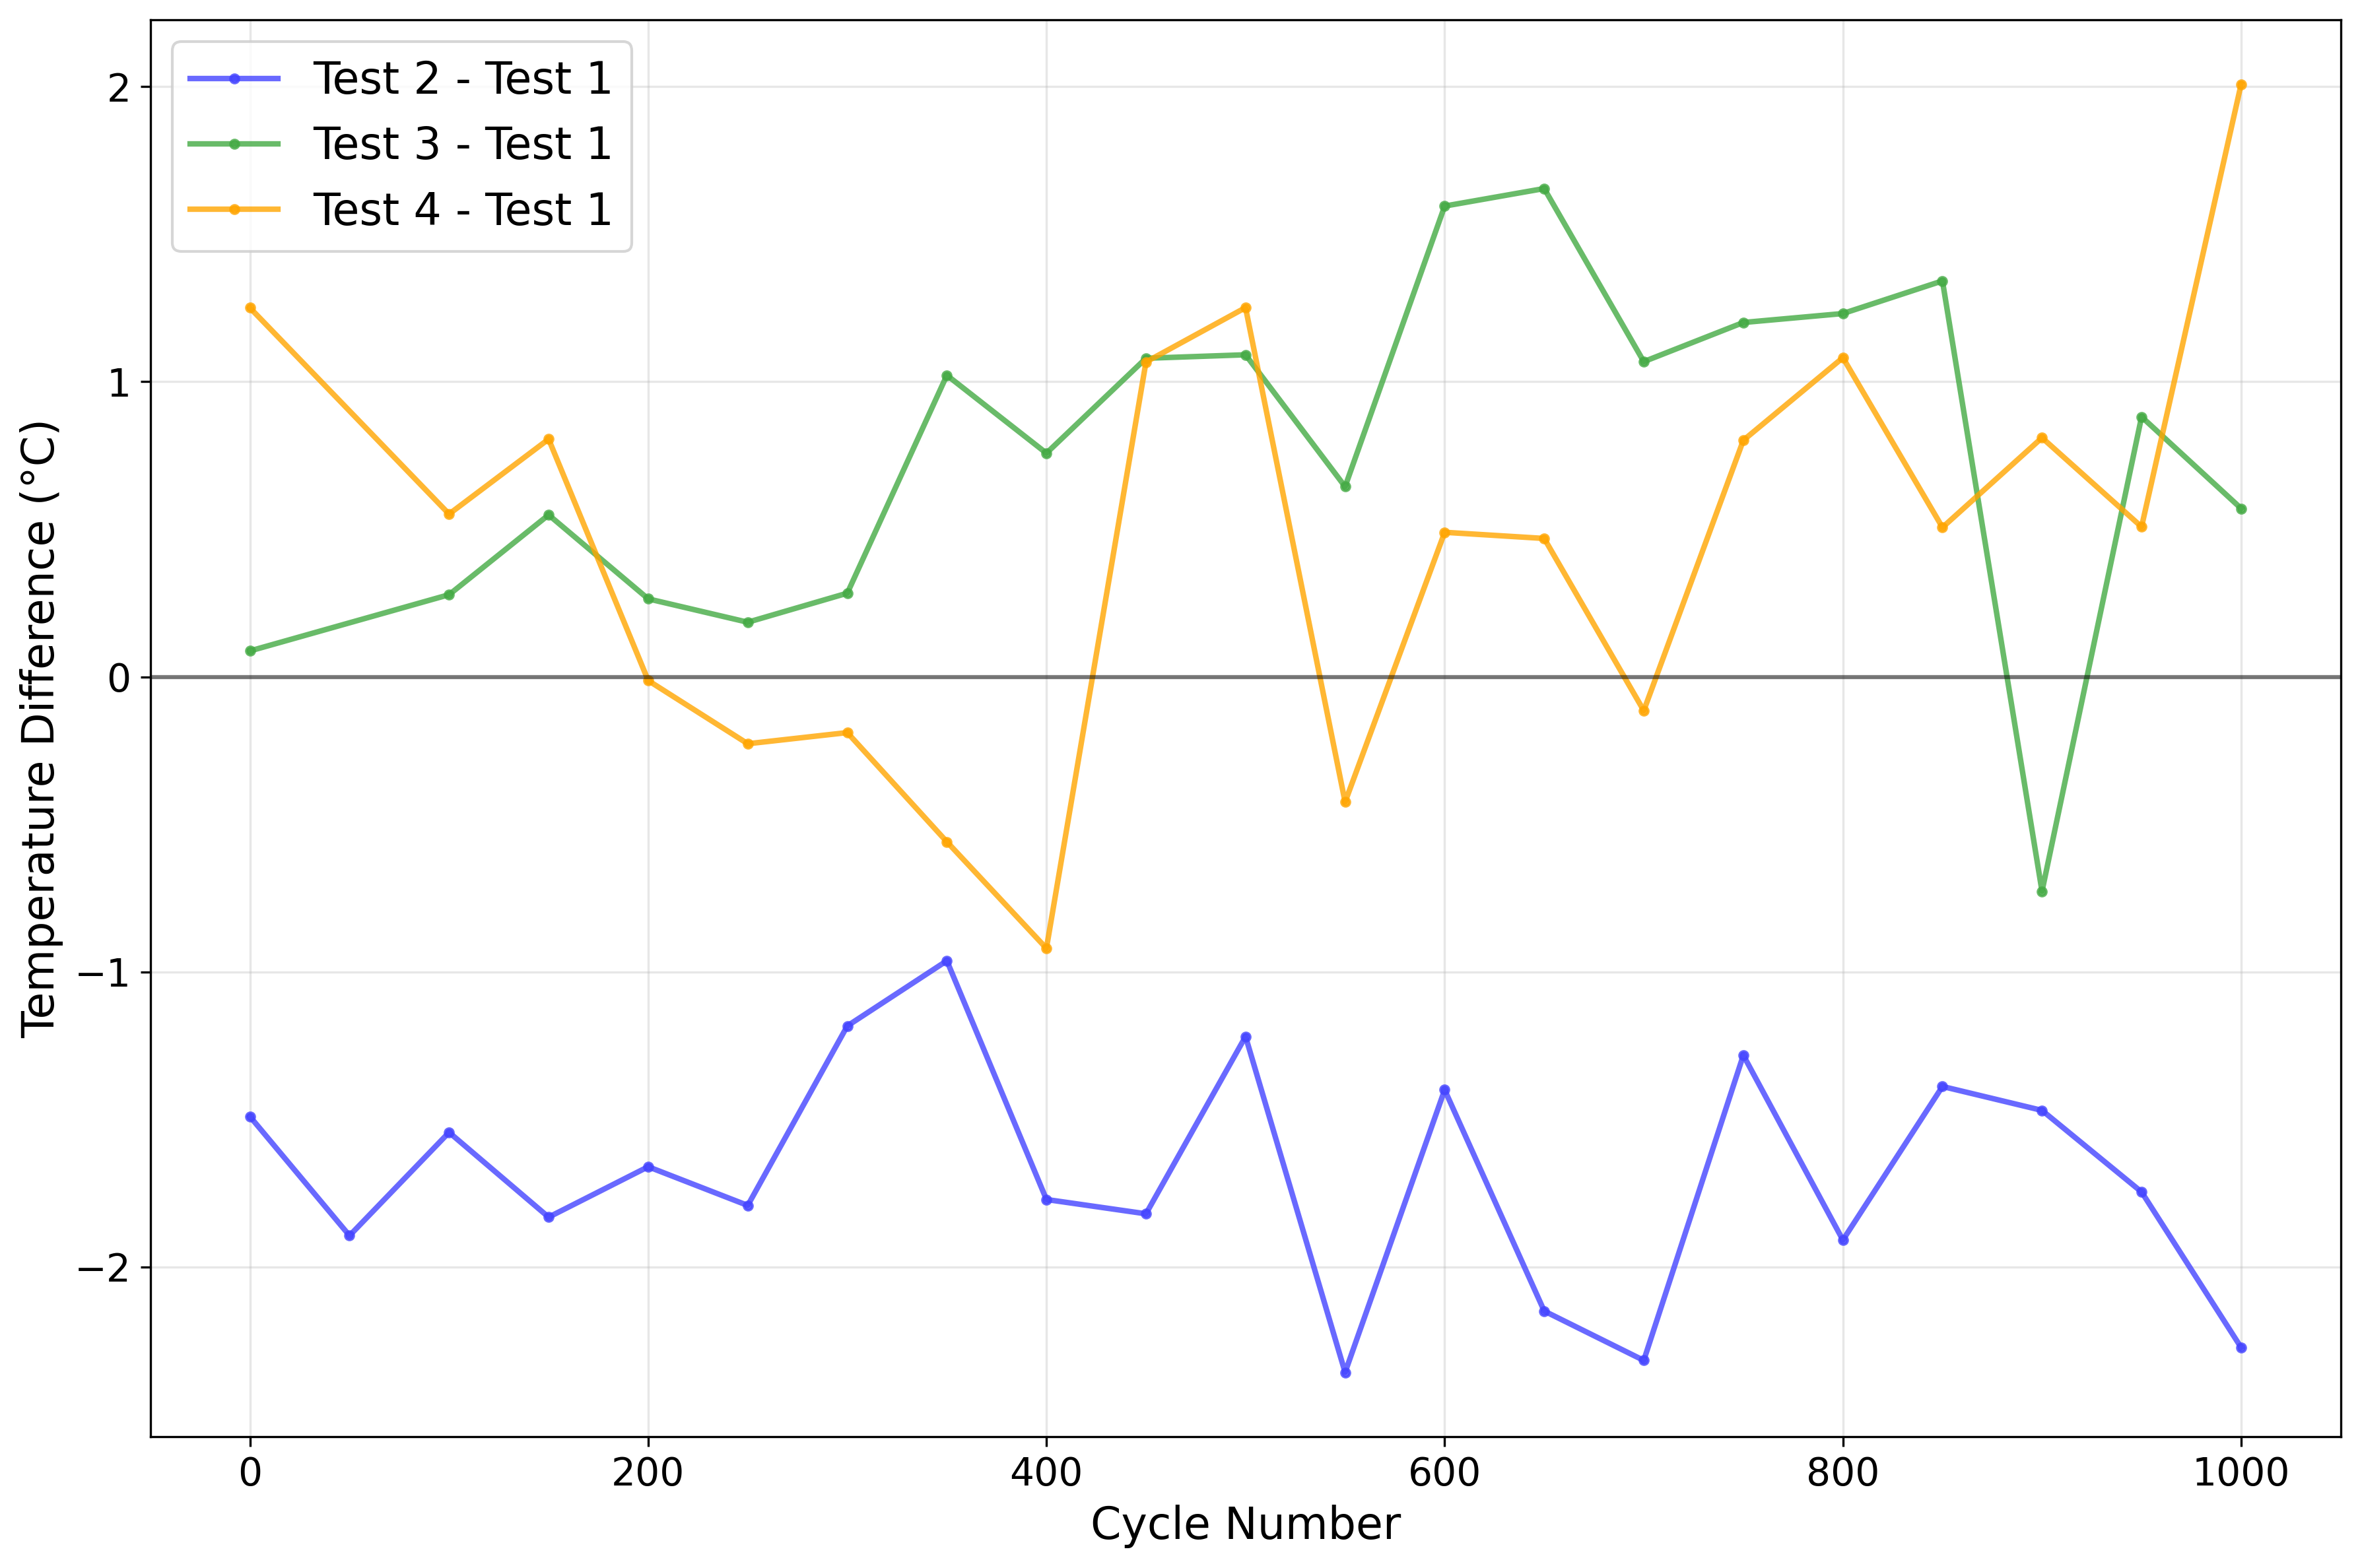 Test 2 - Test 1
Test 3 - Test 1
Test 4 - Test 1
2
1
0
−1
−2
Temperature Difference (°C)
0 200 400 600 800 1000
Cycle Number